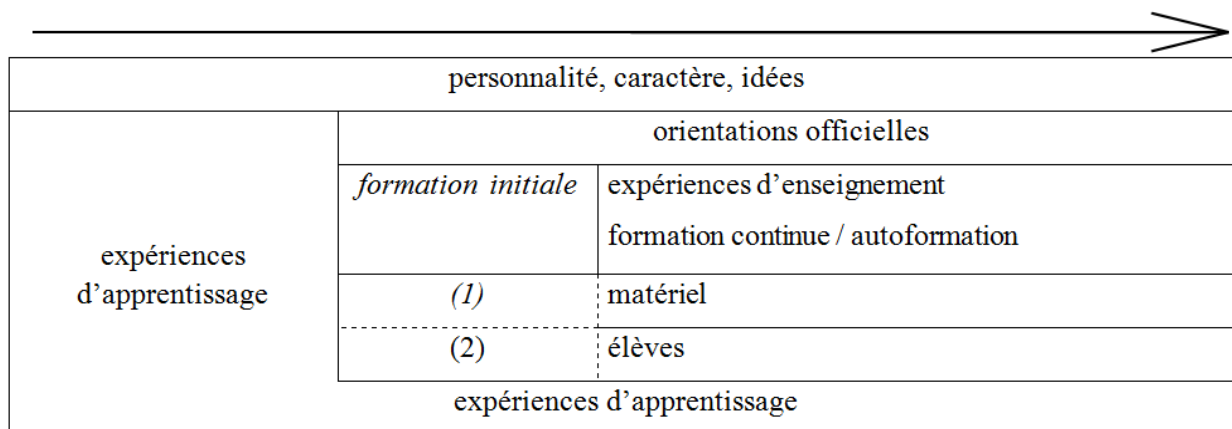 personnalité, caractère, idées
orientations officielles
formation initiale
expériences d’enseignement
formation continue / autoformation
expériences
d’apprentissage
(1)
matériel
(2)
élèves
expériences d’apprentissage